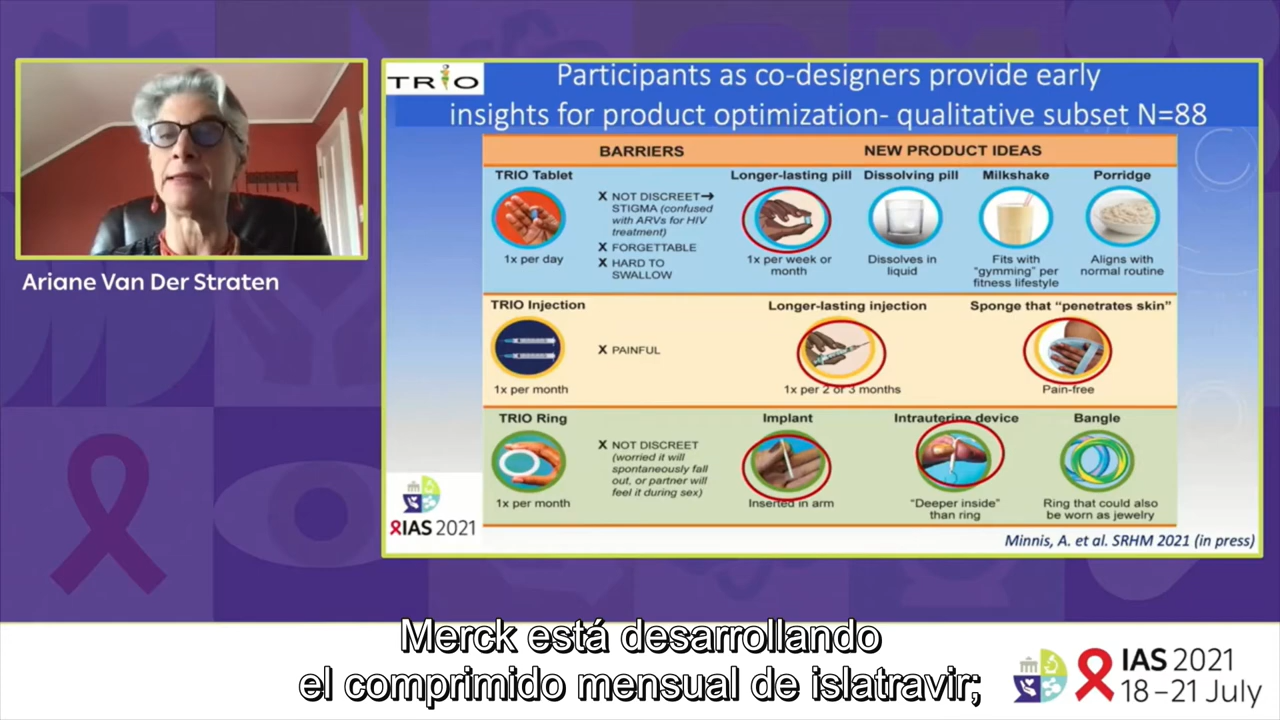 TRIO
Participants as co-designers provide early
insights for product optimization- qualitative subset N=88
BARRIERS
NEW PRODUCT IDEAS
TRIO Tablet
1x per day
X NOT DISCREET→
STIGMA (confused
with ARVs for HIV
treatment)
X FORGETTABLE
X HARD TO
SWALLOW
Longer-lasting pill
1x per week or
month
Dissolving pill
Dissolves in
liquid
Milkshake
Fits with
"gymming" per
fitness lifestyle
Porridge
Aligns with
normal routine
TRIO Injection
1x per month
X PAINFUL
Longer-lasting injection
1x per 2 or 3 months
Sponge that "penetrates skin"
Pain-free
TRIO Ring
1x per month
X NOT DISCREET
(worried it will
spontaneously fall
out, or partner will
feel it during sex)
Implant
Inserted in arm
Intrauterine device
"Deeper inside"
than ring
Bangle
Ring that could also
be worn as jewelry
IAS 2021
Minnis, A. et al. SRHM 2021 (in press)
Ariane Van Der Straten
Merck está desarrollando
el comprimido mensual de islatravir;
IAS 2021
18–21 July